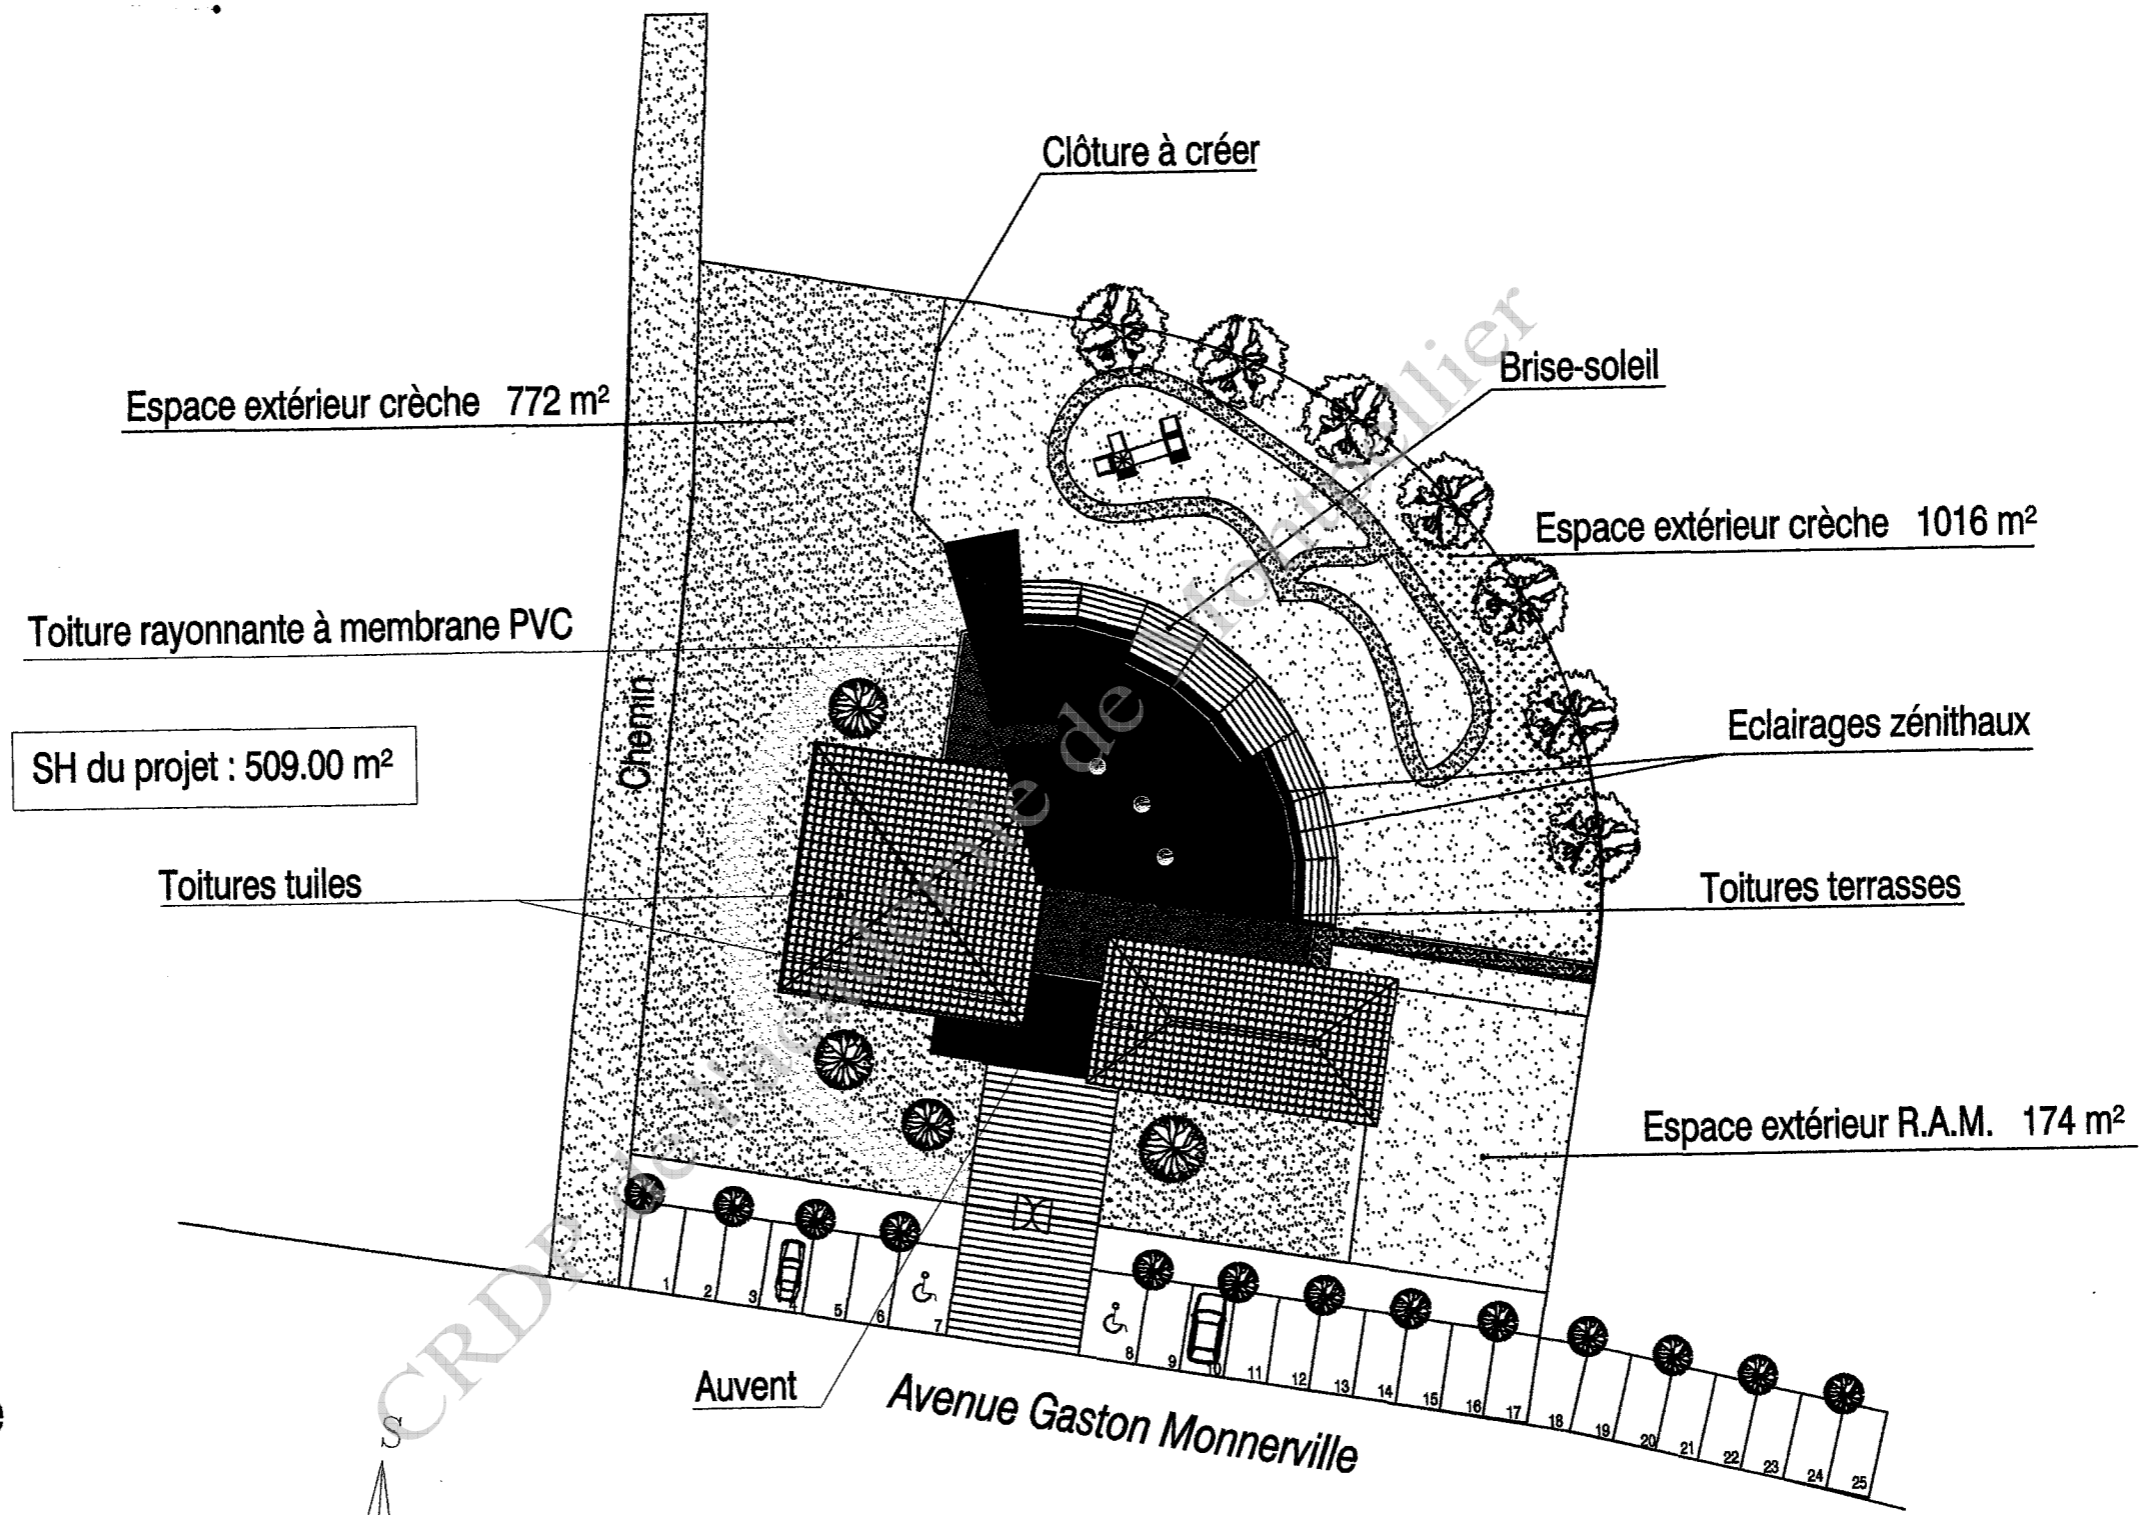 Clôture à créer
Brise-soleil
Espace extérieur crèche 772 m²
Espace extérieur crèche 1016 m²
Toiture rayonnante à membrane PVC
Chemin
Eclairages zénithaux
SH du projet : 509.00 m²
Toitures tuiles
Toitures terrasses
Espace extérieur R.A.M. 174 m²
1 2 3 4 5 6 7 8 9 10 11 12 13 14 15 16 17 18 19 20 21 22 23 24 25
Auvent
Avenue Gaston Monnerville
S
CRDP de l'académie de Montpellier